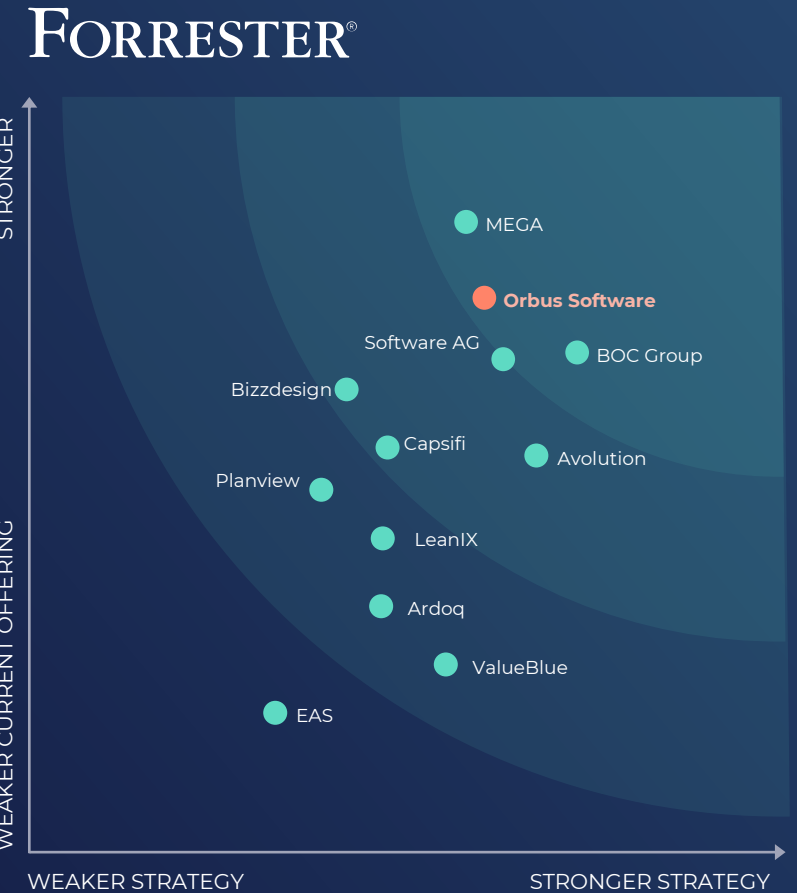 FORRESTER®
STRONGER
MEGA
Orbus Software
Software AG
BOC Group
Bizzdesign
Capsifi
Avolution
Planview
LeanIX
Ardoq
ValueBlue
EAS
WEAKER CURRENT OFFERING
WEAKER STRATEGY
STRONGER STRATEGY